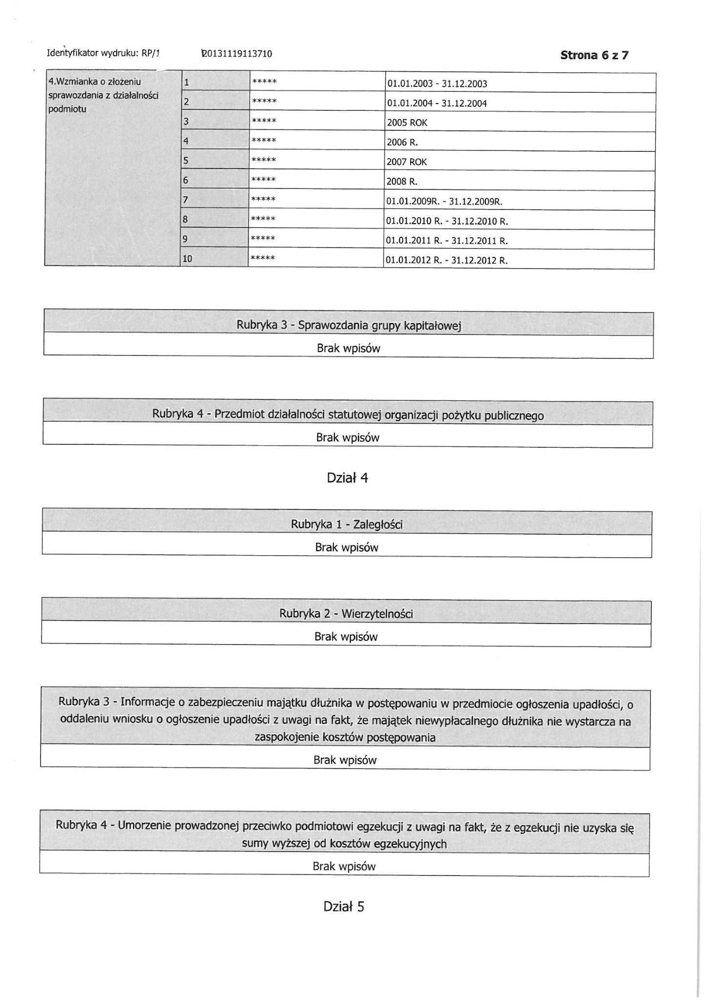 Identyfikator wydruku: RP/1 20131119113710
Strona 6 z 7
4.Wzmianka o złożeniu
sprawozdania z działalności
podmiotu
1 ***** 01.01.2003 - 31.12.2003
2 ***** 01.01.2004 - 31.12.2004
3 ***** 2005 ROK
4 ***** 2006 R.
5 ***** 2007 ROK
6 ***** 2008 R.
7 ***** 01.01.2009R. - 31.12.2009R.
8 ***** 01.01.2010 R. - 31.12.2010 R.
9 ***** 01.01.2011 R. - 31.12.2011 R.
10 ***** 01.01.2012 R. - 31.12.2012 R.
Rubryka 3 - Sprawozdania grupy kapitałowej
Brak wpisów
Rubryka 4 - Przedmiot działalności statutowej organizacji pożytku publicznego
Brak wpisów
Dział 4
Rubryka 1 - Zaległości
Brak wpisów
Rubryka 2 - Wierzytelności
Brak wpisów
Rubryka 3 - Informacje o zabezpieczeniu majątku dłużnika w postępowaniu w przedmiocie ogłoszenia upadłości, o
oddaleniu wniosku o ogłoszenie upadłości z uwagi na fakt, że majątek niewypłacalnego dłużnika nie wystarcza na
zaspokojenie kosztów postępowania
Brak wpisów
Rubryka 4 - Umorzenie prowadzonej przeciwko podmiotowi egzekucji z uwagi na fakt, że z egzekucji nie uzyska się
sumy wyższej od kosztów egzekucyjnych
Brak wpisów
Dział 5